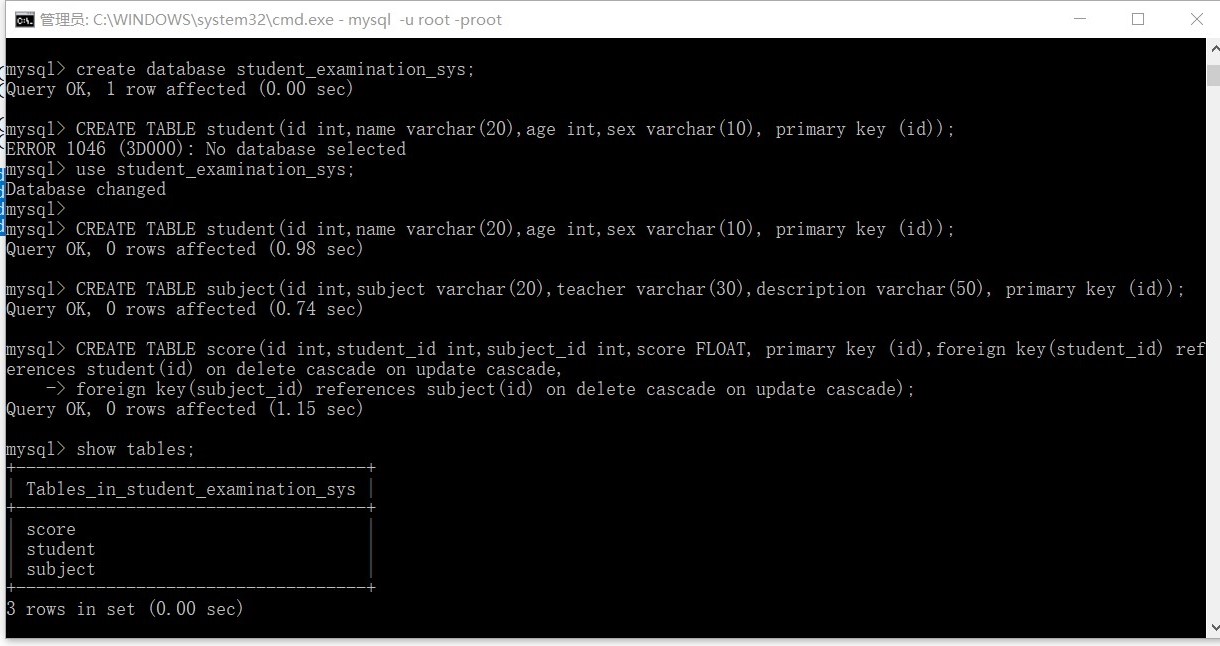 管理员: C:\WINDOWS\system32\cmd.exe - mysql -u root -proot
mysql> create database student_examination_sys;
Query OK, 1 row affected (0.00 sec)
mysql> CREATE TABLE student(id int,name varchar(20),age int,sex varchar(10), primary key (id));
ERROR 1046 (3D000): No database selected
mysql> use student_examination_sys;
Database changed
mysql>
mysql> CREATE TABLE student(id int,name varchar(20),age int,sex varchar(10), primary key (id));
Query OK, 0 rows affected (0.98 sec)
mysql> CREATE TABLE subject(id int,subject varchar(20),teacher varchar(30),description varchar(50), primary key (id));
Query OK, 0 rows affected (0.74 sec)
mysql> CREATE TABLE score(id int,student_id int,subject_id int,score FLOAT, primary key (id),foreign key(student_id) ref
erences student(id) on delete cascade on update cascade,
    -> foreign key(subject_id) references subject(id) on delete cascade on update cascade);
Query OK, 0 rows affected (1.15 sec)
mysql> show tables;
+-----------------------------------+
| Tables_in_student_examination_sys |
+-----------------------------------+
| score                             |
| student                           |
| subject                           |
+-----------------------------------+
3 rows in set (0.00 sec)